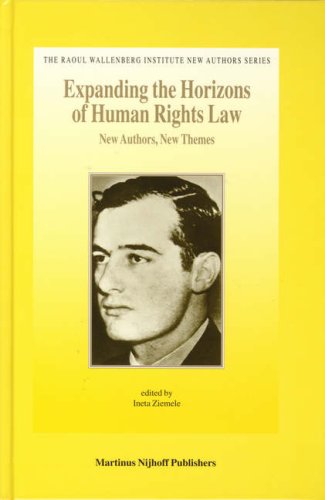 THE RAOUL WALLENBERG INSTITUTE NEW AUTHORS SERIES
Expanding the Horizons
of Human Rights Law
New Authors, New Themes
edited by
Ineta Ziemele
Martinus Nijhoff Publishers